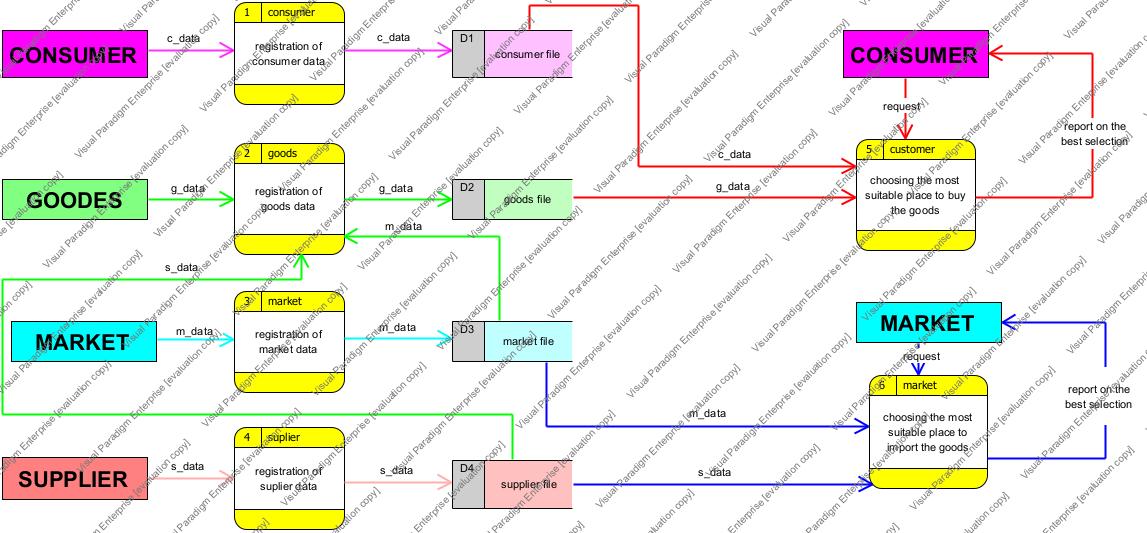 1 consumer
c_data
c_data
D1
CONSUMER
registration of
consumer data
consumer file
CONSUMER
request
report on the
best selection
2 goods
5 customer
c_data
g_data
g_data
g_data
D2
GOODES
registration of
goods data
goods file
choosing the most
suitable place to buy
the goods
m_data
s_data
3 market
m_data
m_data
D3
MARKET
registration of
market data
market file
MARKET
request
6 market
report on the
best selection
m_data
choosing the most
suitable place to
import the goods
4 suplier
s_data
s_data
D4
s_data
SUPPLIER
registration of
suplier data
supplier file
Visual Paradigm Enterprise [evaluation copy]